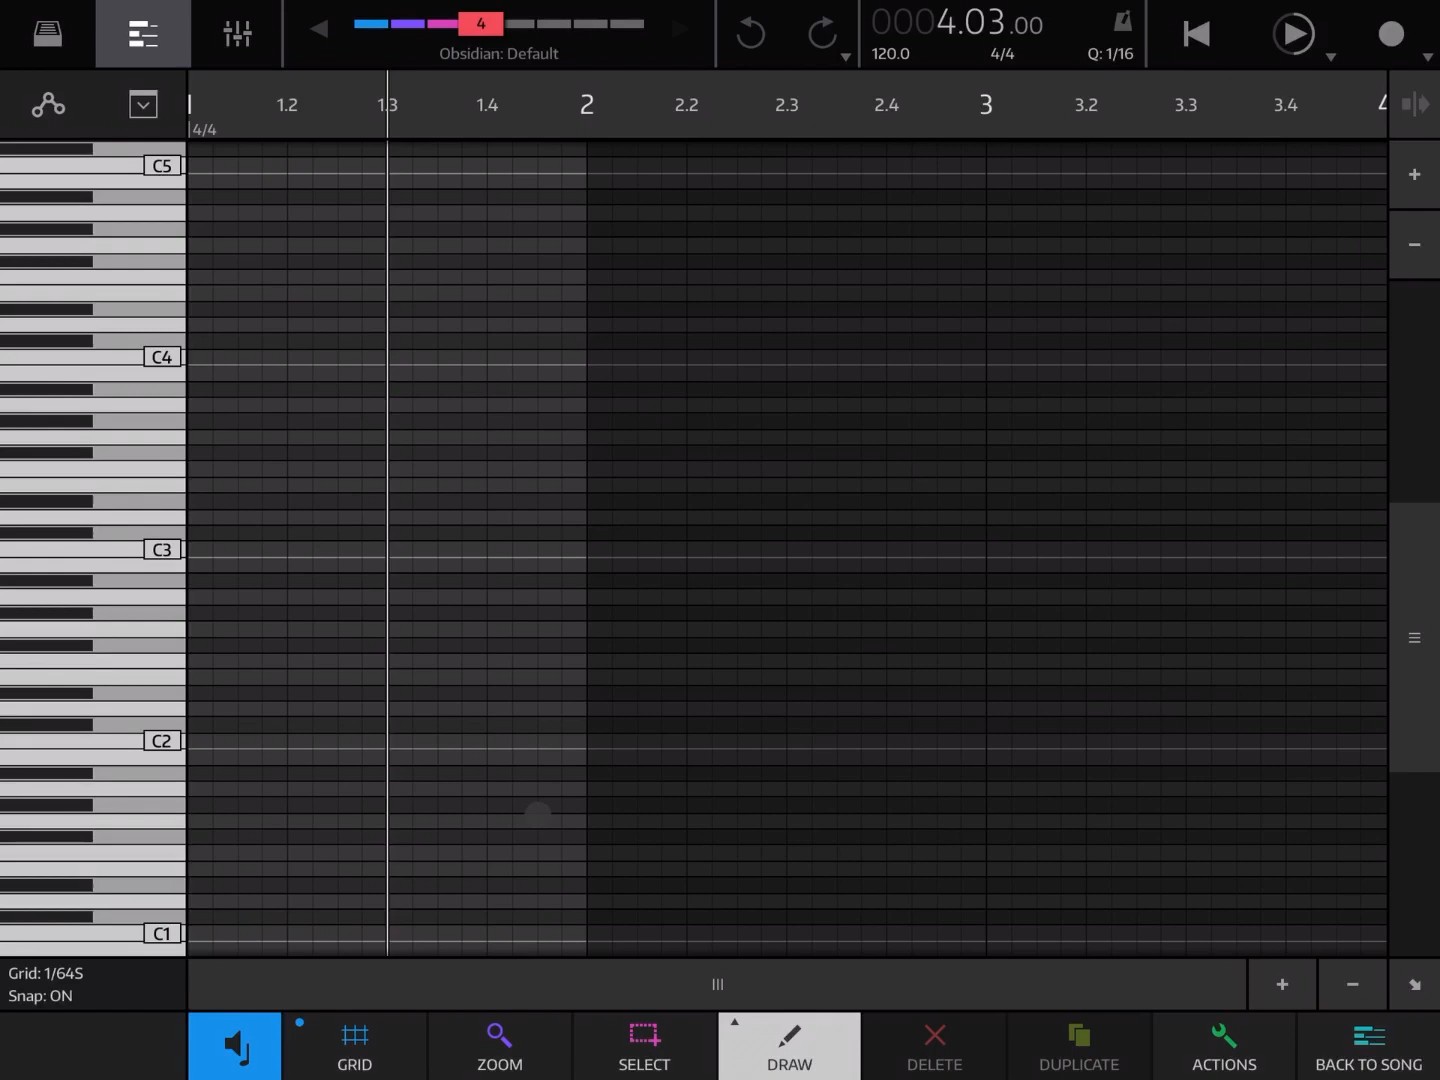 4
Obsidian: Default
0004.03.00
120.0 4/4 Q: 1/16
1.2 1.3 1.4 2 2.2 2.3 2.4 3 3.2 3.3 3.4
4/4
C5
C4
C3
C2
C1
Grid: 1/64S
Snap: ON
GRID ZOOM SELECT DRAW DELETE DUPLICATE ACTIONS BACK TO SONG